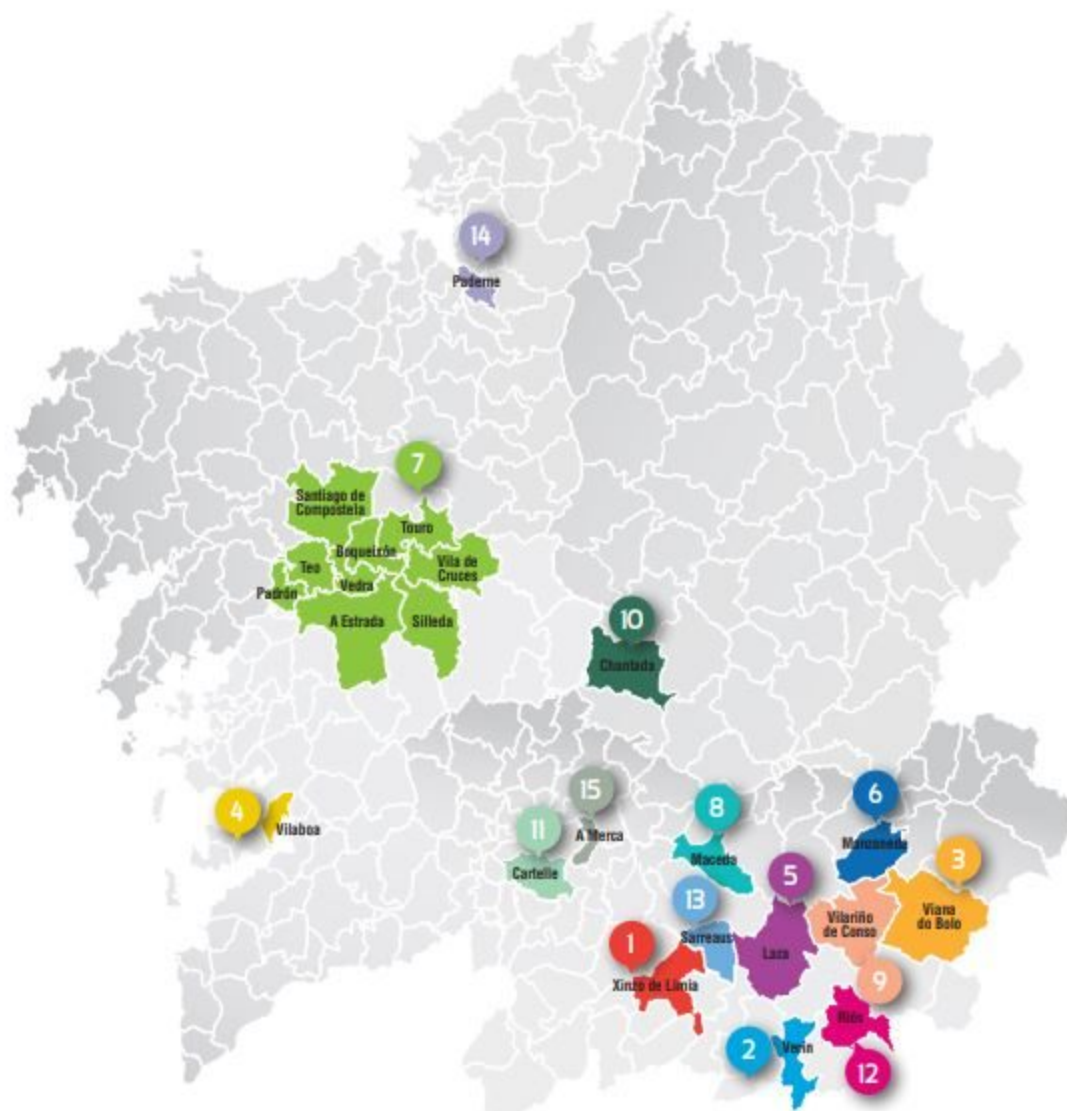 14
Paderne
7
Santiago de
Compostela
Touro
Boqueixón
Vila de
Cruces
Teo
Vedra
Padrón
A Estrada
Silleda
10
Chantada
4
Vilaboa
15
A Merca
11
Cartelle
8
Maceda
6
Manzaneda
3
Viana
do Bolo
5
Laza
13
Sarreaus
Vilariño
de Conso
9
1
Xinzo de Limia
2
Verín
Riós
12